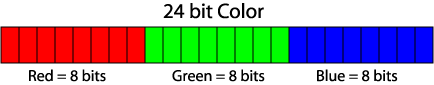 24 bit Color
Red = 8 bits Green = 8 bits Blue = 8 bits